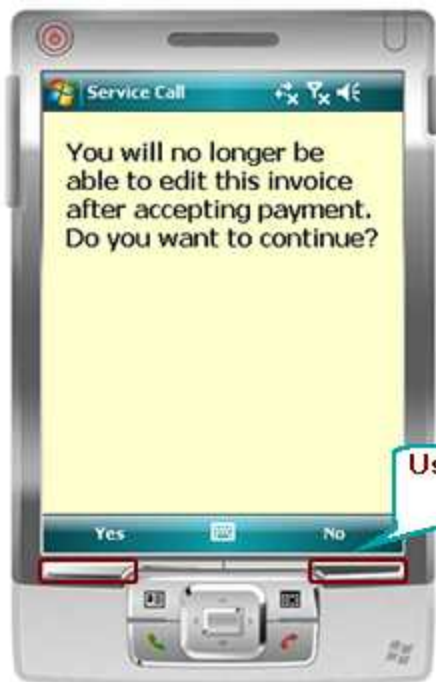 Service Call
You will no longer be
able to edit this invoice
after accepting payment.
Do you want to continue?
Us
Yes
No